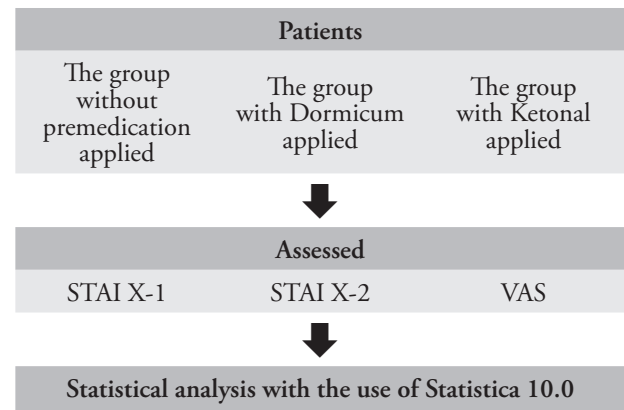 Patients
The group
without
premedication
applied
The group
with Dormicum
applied
The group
with Ketonal
applied
Assessed
STAI X-1
STAI X-2
VAS
Statistical analysis with the use of Statistica 10.0